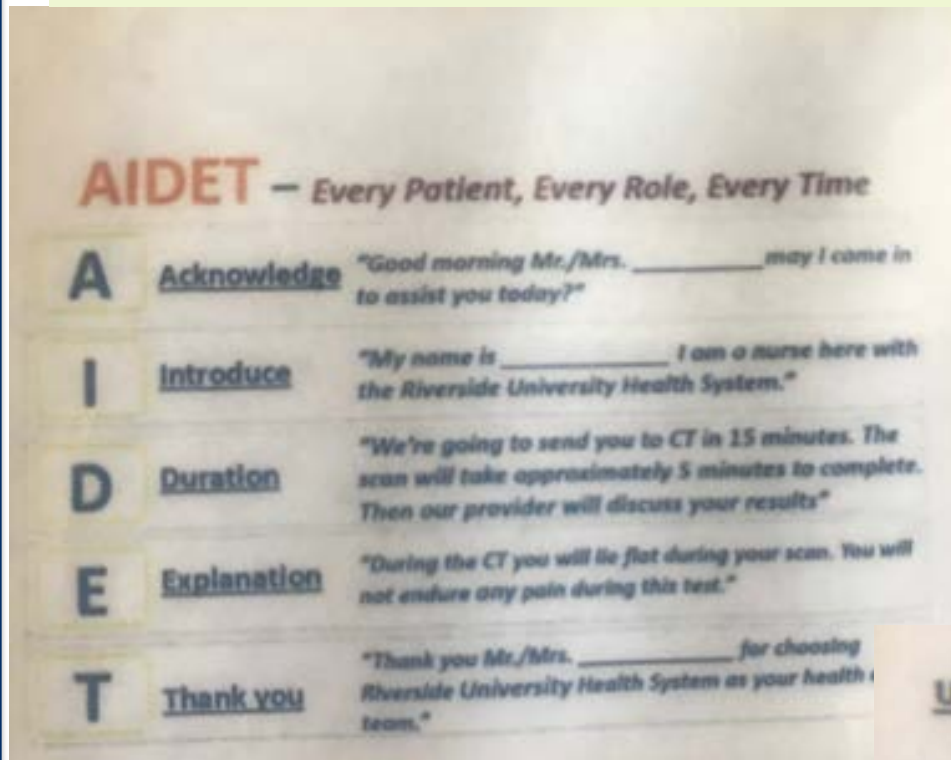 AIDET – Every Patient, Every Role, Every Time
A Acknowledge "Good morning Mr./Mrs. __________ may I come in
to assist you today?"
I Introduce "My name is _____________ I am a nurse here with
the Riverside University Health System."
D Duration "We're going to send you to CT in 15 minutes. The
scan will take approximately 5 minutes to complete.
Then our provider will discuss your results"
E Explanation "During the CT you will lie flat during your scan. You will
not endure any pain during this test."
T Thank you "Thank you Mr./Mrs. ____________ for choosing
Riverside University Health System as your health
team."